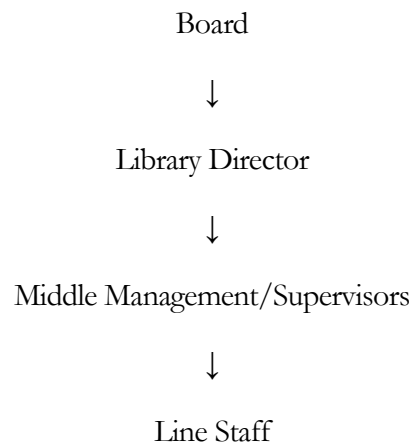 Board
↓
Library Director
↓
Middle Management/Supervisors
↓
Line Staff